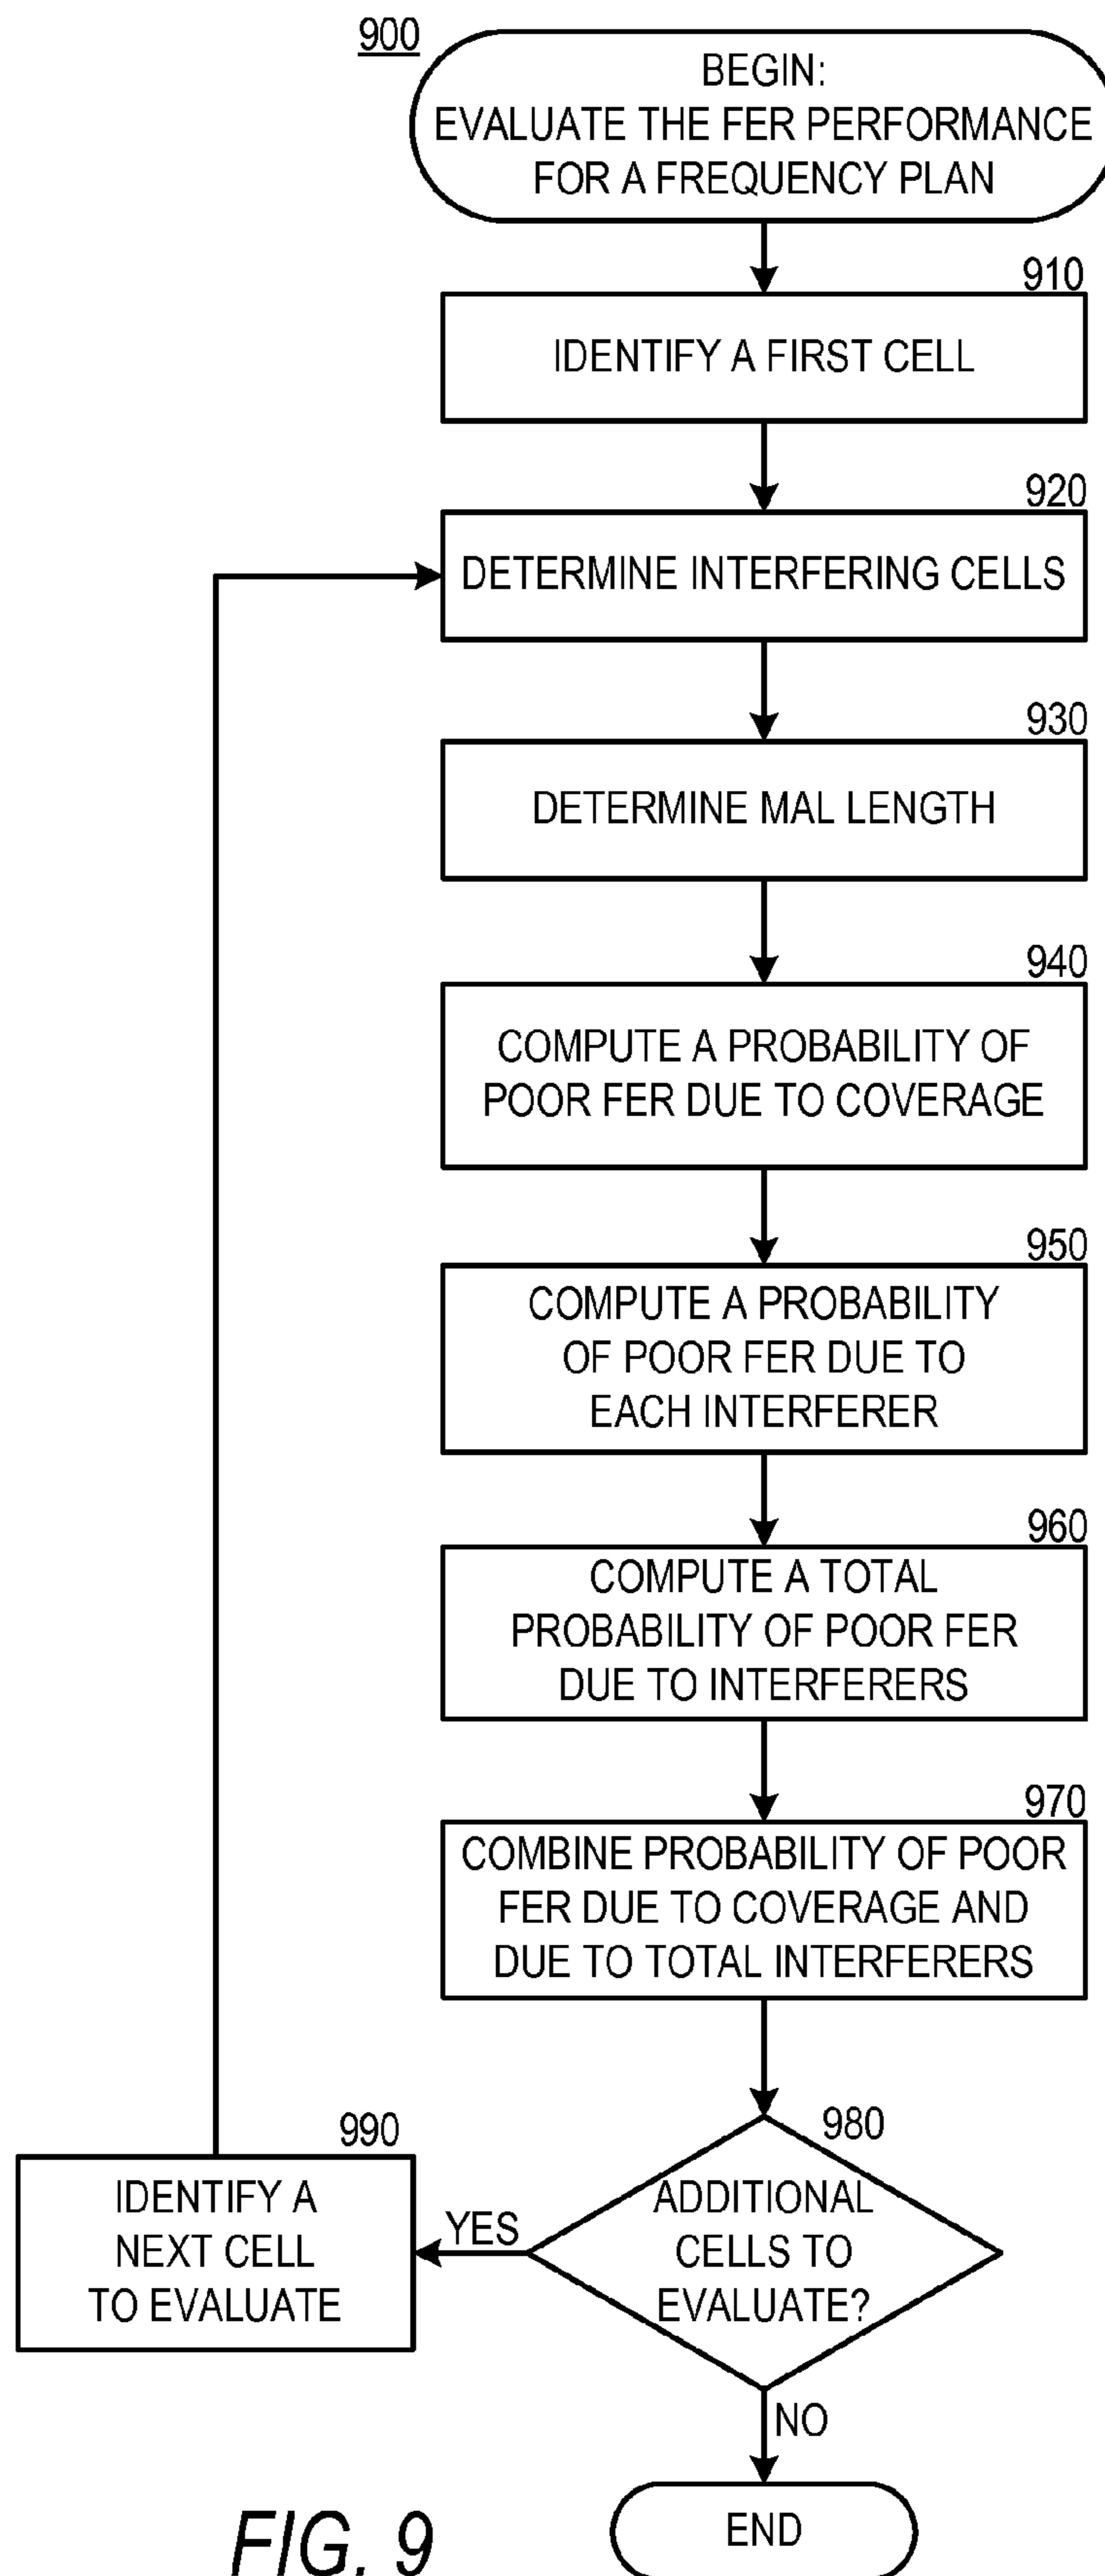 900
BEGIN:
EVALUATE THE FER PERFORMANCE
FOR A FREQUENCY PLAN
910
IDENTIFY A FIRST CELL
920
DETERMINE INTERFERING CELLS
930
DETERMINE MAL LENGTH
940
COMPUTE A PROBABILITY OF
POOR FER DUE TO COVERAGE
950
COMPUTE A PROBABILITY
OF POOR FER DUE TO
EACH INTERFERER
960
COMPUTE A TOTAL
PROBABILITY OF POOR FER
DUE TO INTERFERERS
970
COMBINE PROBABILITY OF POOR
FER DUE TO COVERAGE AND
DUE TO TOTAL INTERFERERS
980
ADDITIONAL
CELLS TO
EVALUATE?
YES
990
IDENTIFY A
NEXT CELL
TO EVALUATE
NO
END
FIG. 9